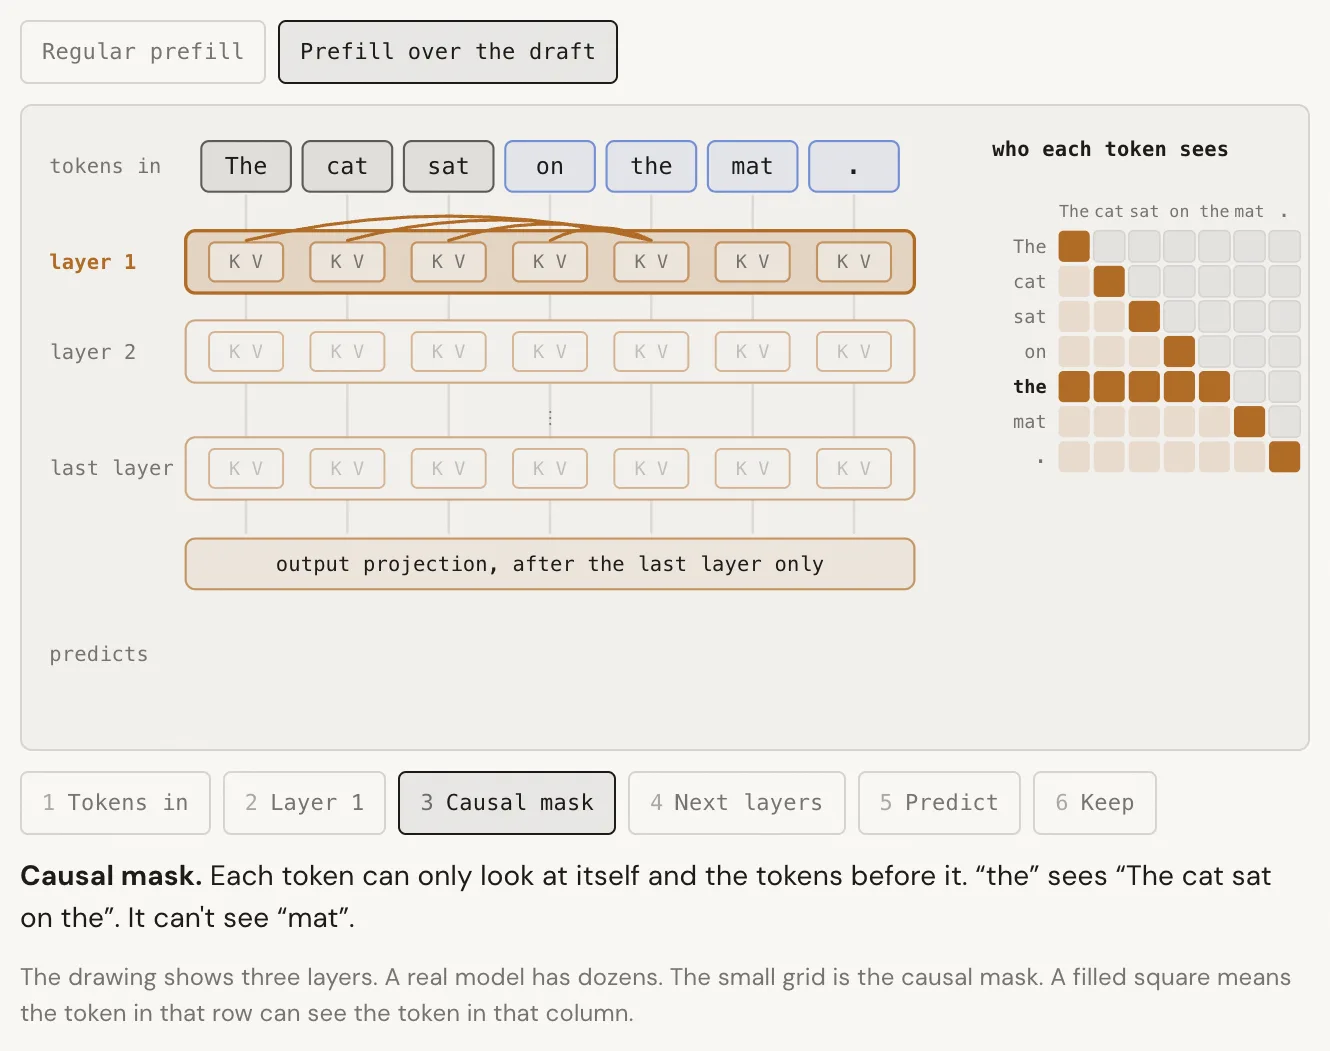 Regular prefill
Prefill over the draft
tokens in
The cat sat on the mat .
who each token sees
The cat sat on the mat .
The
cat
sat
on
the
mat
.
layer 1
K V K V K V K V K V K V K V
layer 2
K V K V K V K V K V K V K V
⋮
last layer
K V K V K V K V K V K V K V
output projection, after the last layer only
predicts
1 Tokens in
2 Layer 1
3 Causal mask
4 Next layers
5 Predict
6 Keep
Causal mask. Each token can only look at itself and the tokens before it. “the” sees “The cat sat
on the”. It can't see “mat”.
The drawing shows three layers. A real model has dozens. The small grid is the causal mask. A filled square means
the token in that row can see the token in that column.